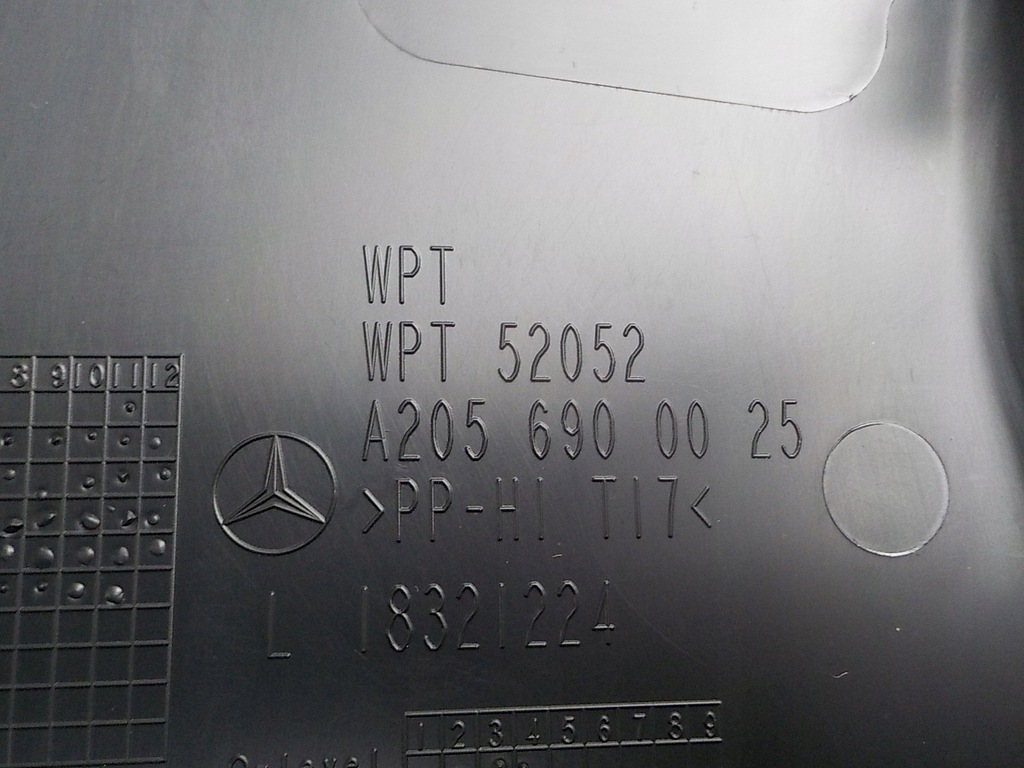 WPT
WPT 52052
A205 690 00 25
>PP-HI T17<
L 18321224
8 9 10 11 12
1 2 3 4 5 6 7 8 9